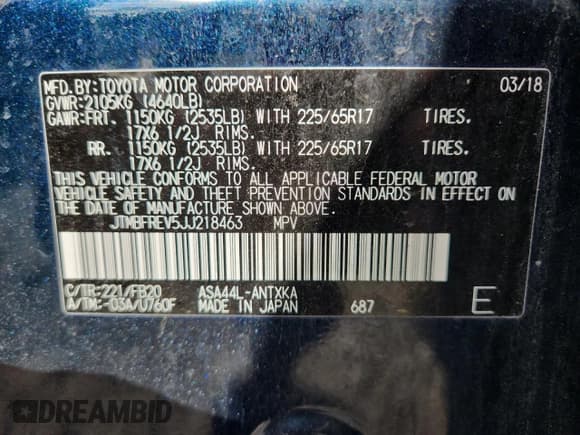 MFD. BY: TOYOTA MOTOR CORPORATION 03/18
GVWR: 2105KG (4640LB)
GAWR: FRT. 1150KG (2535LB) WITH 225/65R17 TIRES.
17X6 1/2J RIMS.
RR. 1150KG (2535LB) WITH 225/65R17 TIRES.
17X6 1/2J RIMS.
THIS VEHICLE CONFORMS TO ALL APPLICABLE FEDERAL MOTOR
VEHICLE SAFETY AND THEFT PREVENTION STANDARDS IN EFFECT ON
THE DATE OF MANUFACTURE SHOWN ABOVE.
JTMBFREV5JJ218463 MPV
C/TR: 221/FB20 ASA44L-ANTXKA
A/TM: -03A/U760F MADE IN JAPAN 687 E
DREAMBID